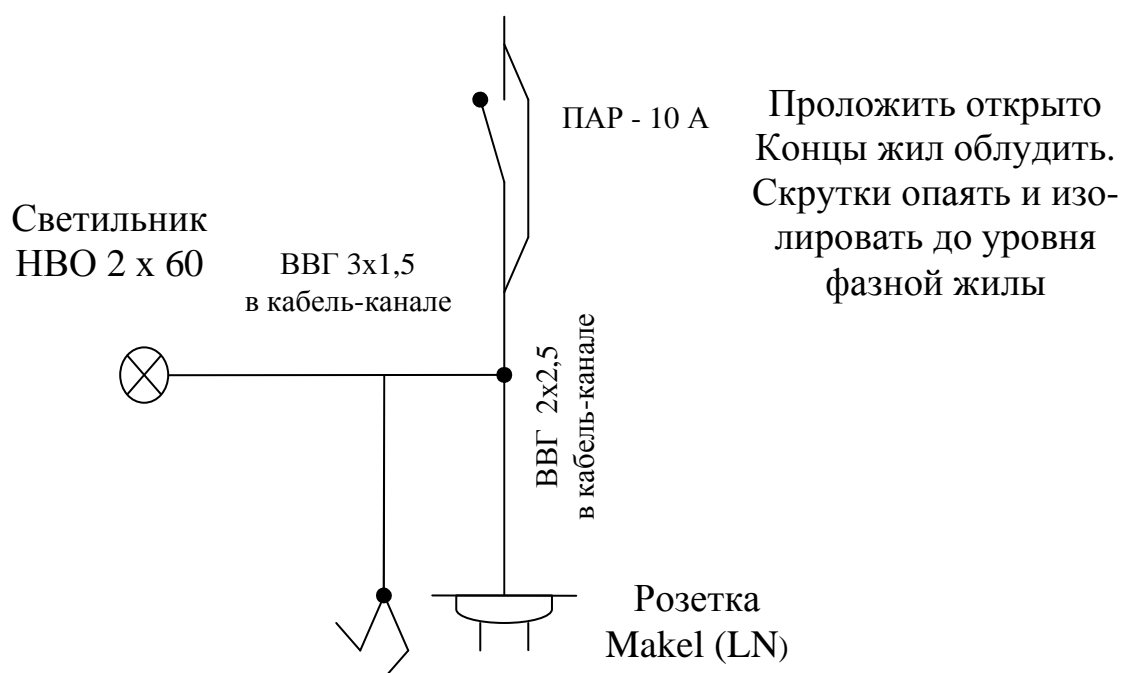 ПАР - 10 А
Проложить открыто
Концы жил облудить.
Скрутки опаять и изо-
лировать до уровня
фазной жилы
Светильник
НВО 2 х 60
ВВГ 3х1,5
в кабель-канале
ВВГ 2х2,5
в кабель-канале
Розетка
Makel (LN)